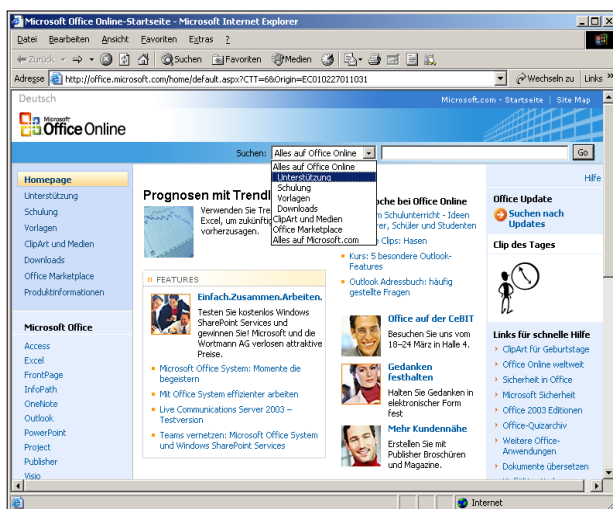 Microsoft Office Online-Startseite - Microsoft Internet Explorer
Datei Bearbeiten Ansicht Favoriten Extras ?
Zurück Suchen Favoriten Medien
Adresse http://office.microsoft.com/home/default.aspx?CTT=6&Origin=EC010227011031 Wechseln zu Links »
Deutsch Microsoft.com - Startseite | Site Map
Microsoft
Office Online
Suchen: Alles auf Office Online Go
Alles auf Office Online
Unterstützung
Schulung
Vorlagen
Downloads
ClipArt und Medien
Office Marketplace
Alles auf Microsoft.com
Homepage
Unterstützung
Schulung
Vorlagen
ClipArt und Medien
Downloads
Office Marketplace
Produktinformationen
Microsoft Office
Access
Excel
FrontPage
InfoPath
OneNote
Outlook
PowerPoint
Project
Publisher
Visio
Prognosen mit Trendl
Verwenden Sie Tre
Excel, um zukünftig
vorherzusagen.
FEATURES
Einfach.Zusammen.Arbeiten.
Testen Sie kostenlos Windows
SharePoint Services und
gewinnen Sie! Microsoft und die
Wortmann AG verlosen attraktive
Preise.
Microsoft Office System: Momente die
begeistern
Mit Office System effizienter arbeiten
Live Communications Server 2003 –
Testversion
Teams vernetzen: Microsoft Office System
und Windows SharePoint Services
oche bei Office Online
m Schulunterricht - Ideen
rer, Schüler und Studenten
e Clips: Hasen
Kurs: 5 besondere Outlook-
Features
Outlook Adressbuch: häufig
gestellte Fragen
Office auf der CeBIT
Besuchen Sie uns vom
18–24 März in Halle 4.
Gedanken
festhalten
Halten Sie Gedanken in
elektronischer Form
fest
Mehr Kundennähe
Erstellen Sie mit
Publisher Broschüren
und Magazine.
Hilfe
Office Update
Suchen nach
Updates
Clip des Tages
Links für schnelle Hilfe
ClipArt für Geburtstage
Office Online weltweit
Sicherheit in Office
Microsoft Sicherheit
Office 2003 Editionen
Office-Quizarchiv
Weitere Office-
Anwendungen
Dokumente übersetzen
Internet